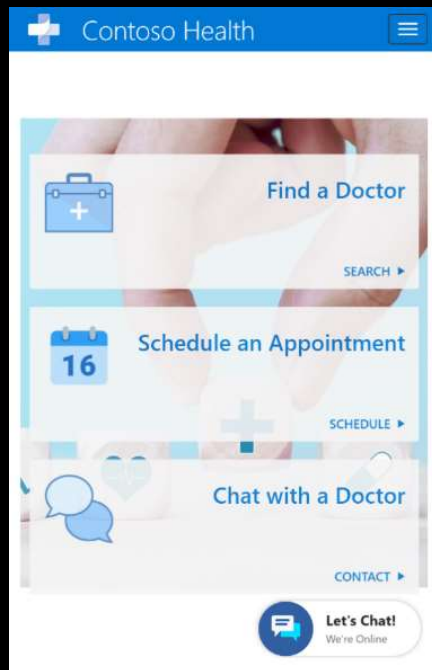 Contoso Health
Find a Doctor
SEARCH ▶
16
Schedule an Appointment
SCHEDULE ▶
Chat with a Doctor
CONTACT ▶
Let's Chat!
We're Online